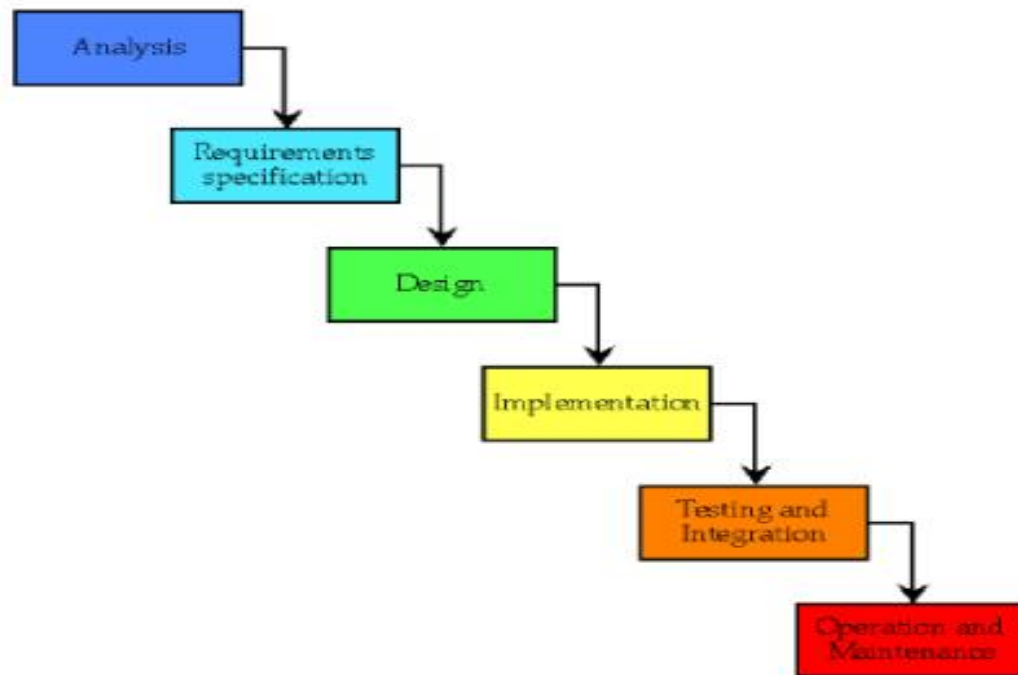 Analysis
Requirements
specification
Design
Implementation
Testing and
Integration
Operation and
Maintenance